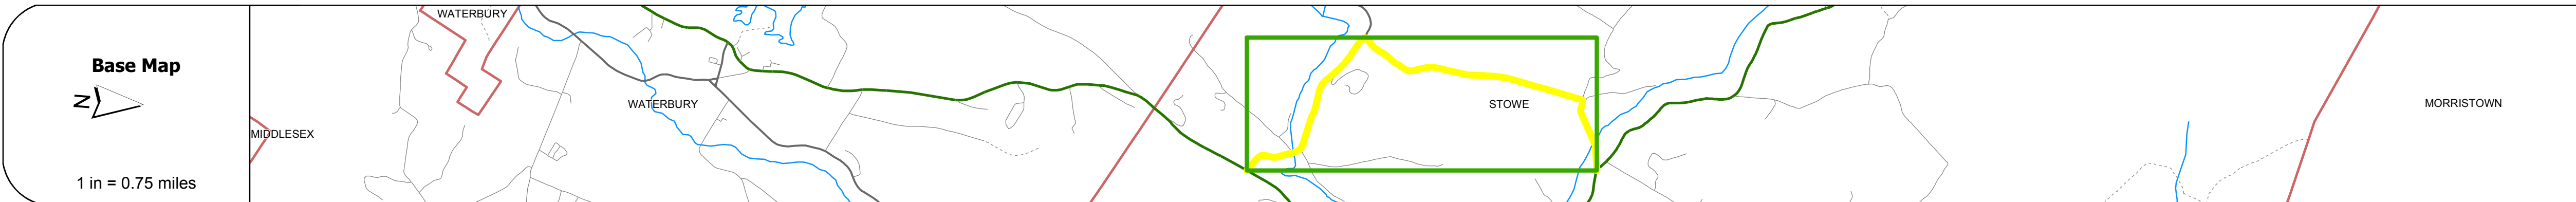 Base Map
N
1 in = 0.75 miles
WATERBURY
MIDDLESEX
WATERBURY
STOWE
MORRISTOWN